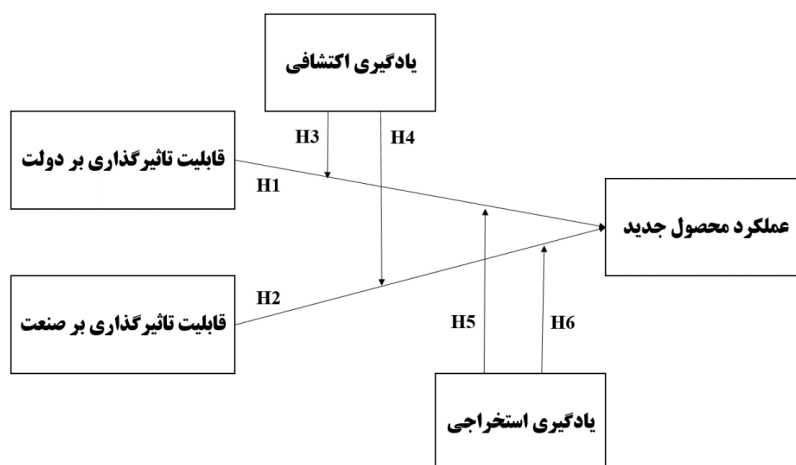 یادگیری اکتشافی
H3
H4
قابلیت تاثیرگذاری بر دولت
H1
عملکرد محصول جدید
قابلیت تاثیرگذاری بر صنعت
H2
H5
H6
یادگیری استخراجی